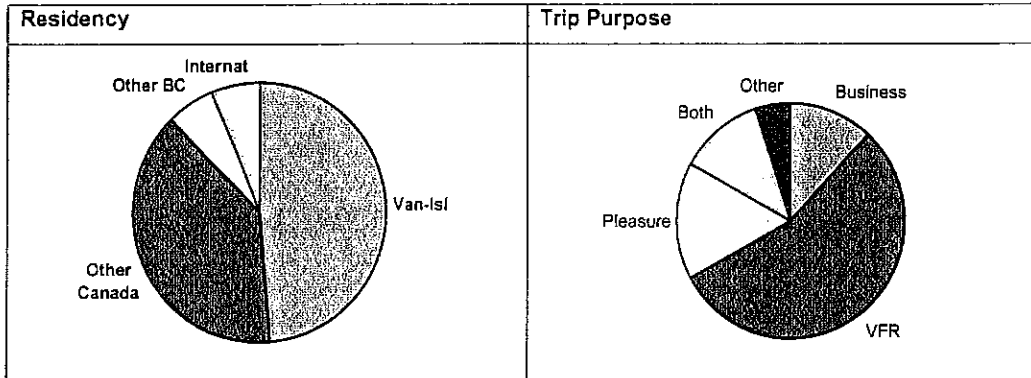 Residency
Trip Purpose
Internat
Other BC
Van-Isl
Other
Canada
Other
Business
Both
Pleasure
VFR